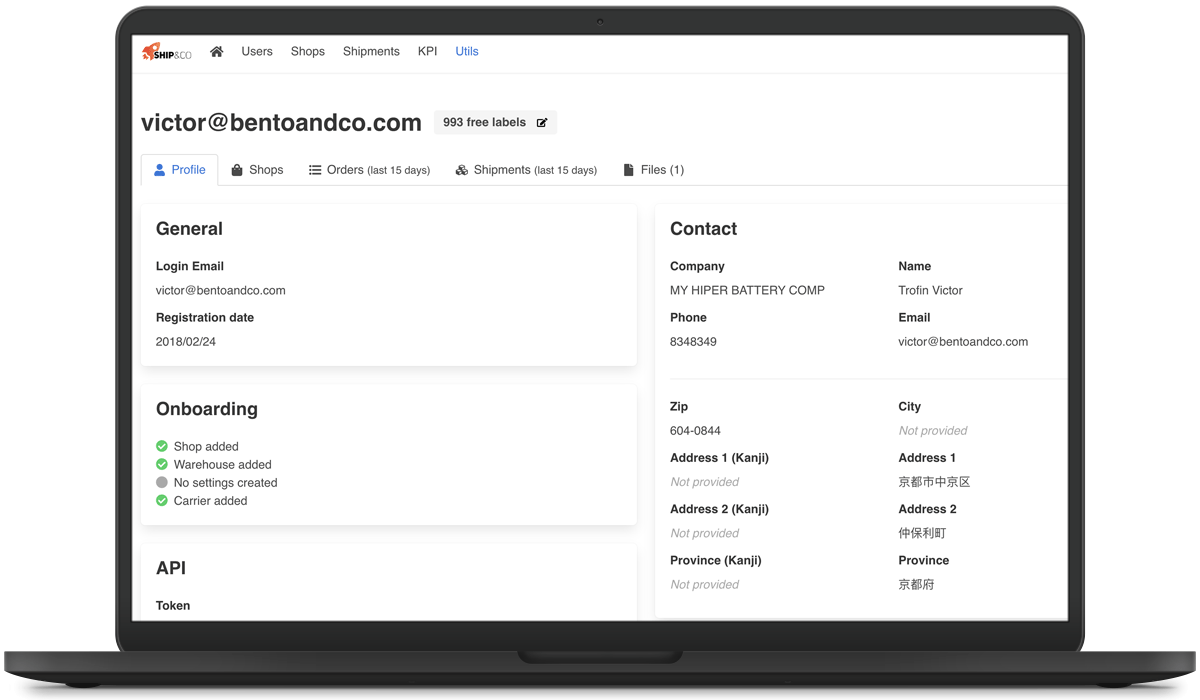 SHIP&CO Users Shops Shipments KPI Utils
victor@bentoandco.com 993 free labels
Profile Shops Orders (last 15 days) Shipments (last 15 days) Files (1)
General
Login Email
victor@bentoandco.com
Registration date
2018/02/24
Onboarding
Shop added
Warehouse added
No settings created
Carrier added
API
Token
Contact
Company Name
MY HIPER BATTERY COMP Trofin Victor
Phone Email
8348349 victor@bentoandco.com
Zip City
604-0844 Not provided
Address 1 (Kanji) Address 1
Not provided 京都市中京区
Address 2 (Kanji) Address 2
Not provided 仲保利町
Province (Kanji) Province
Not provided 京都府